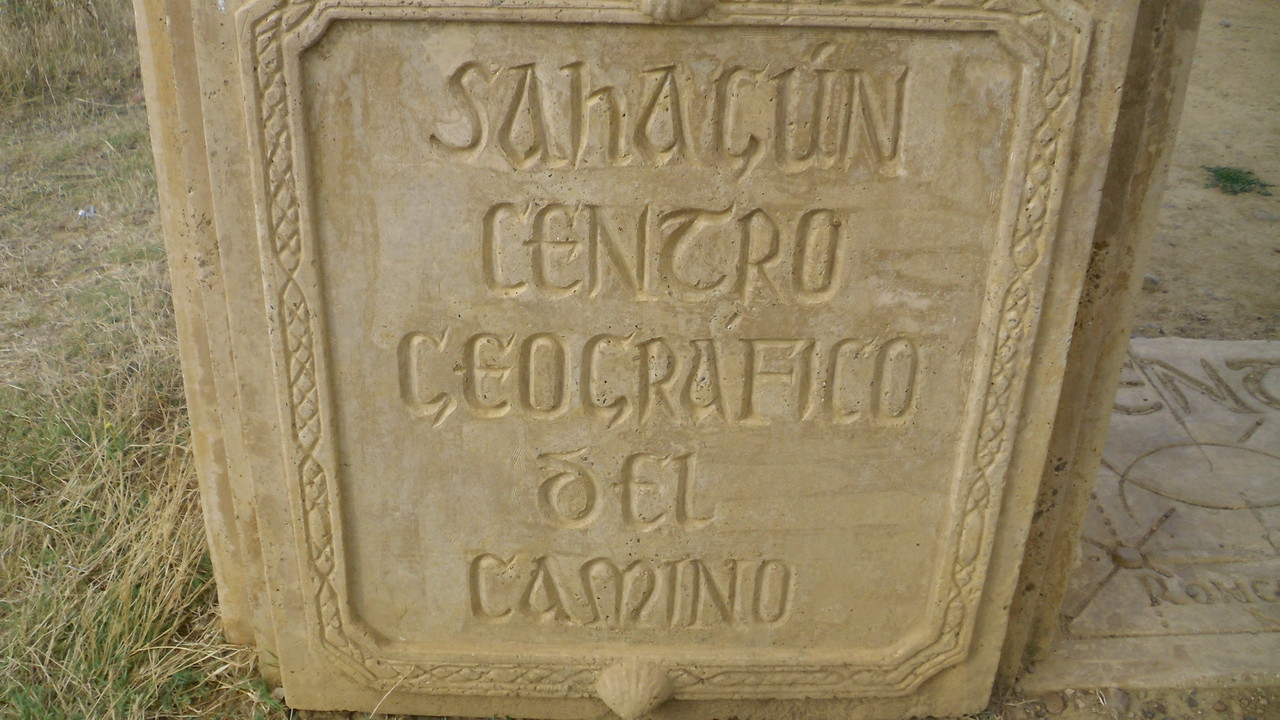 SAHAGÚN
CENTRO
GEOGRÁFICO
DEL
CAMINO